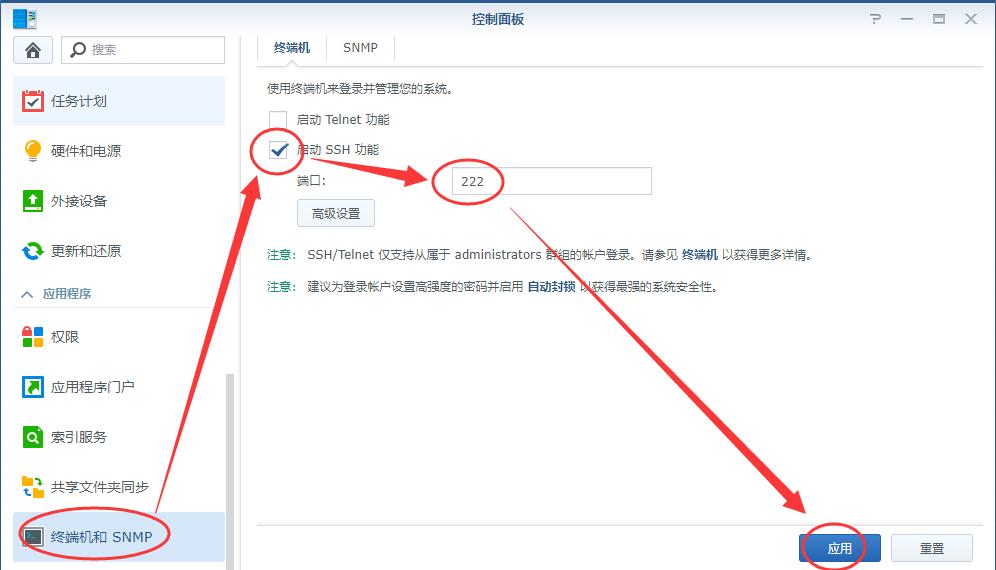 控制面板
搜索
任务计划
硬件和电源
外接设备
更新和还原
应用程序
权限
应用程序门户
索引服务
共享文件夹同步
终端机和 SNMP
终端机 SNMP
使用终端机来登录并管理您的系统。
启动 Telnet 功能
启动 SSH 功能
端口: 222
高级设置
注意: SSH/Telnet 仅支持从属于 administrators 群组的帐户登录。请参见 终端机 以获得更多详情。
注意: 建议为登录帐户设置高强度的密码并启用 自动封锁 以获得最强的系统安全性。
应用 重置